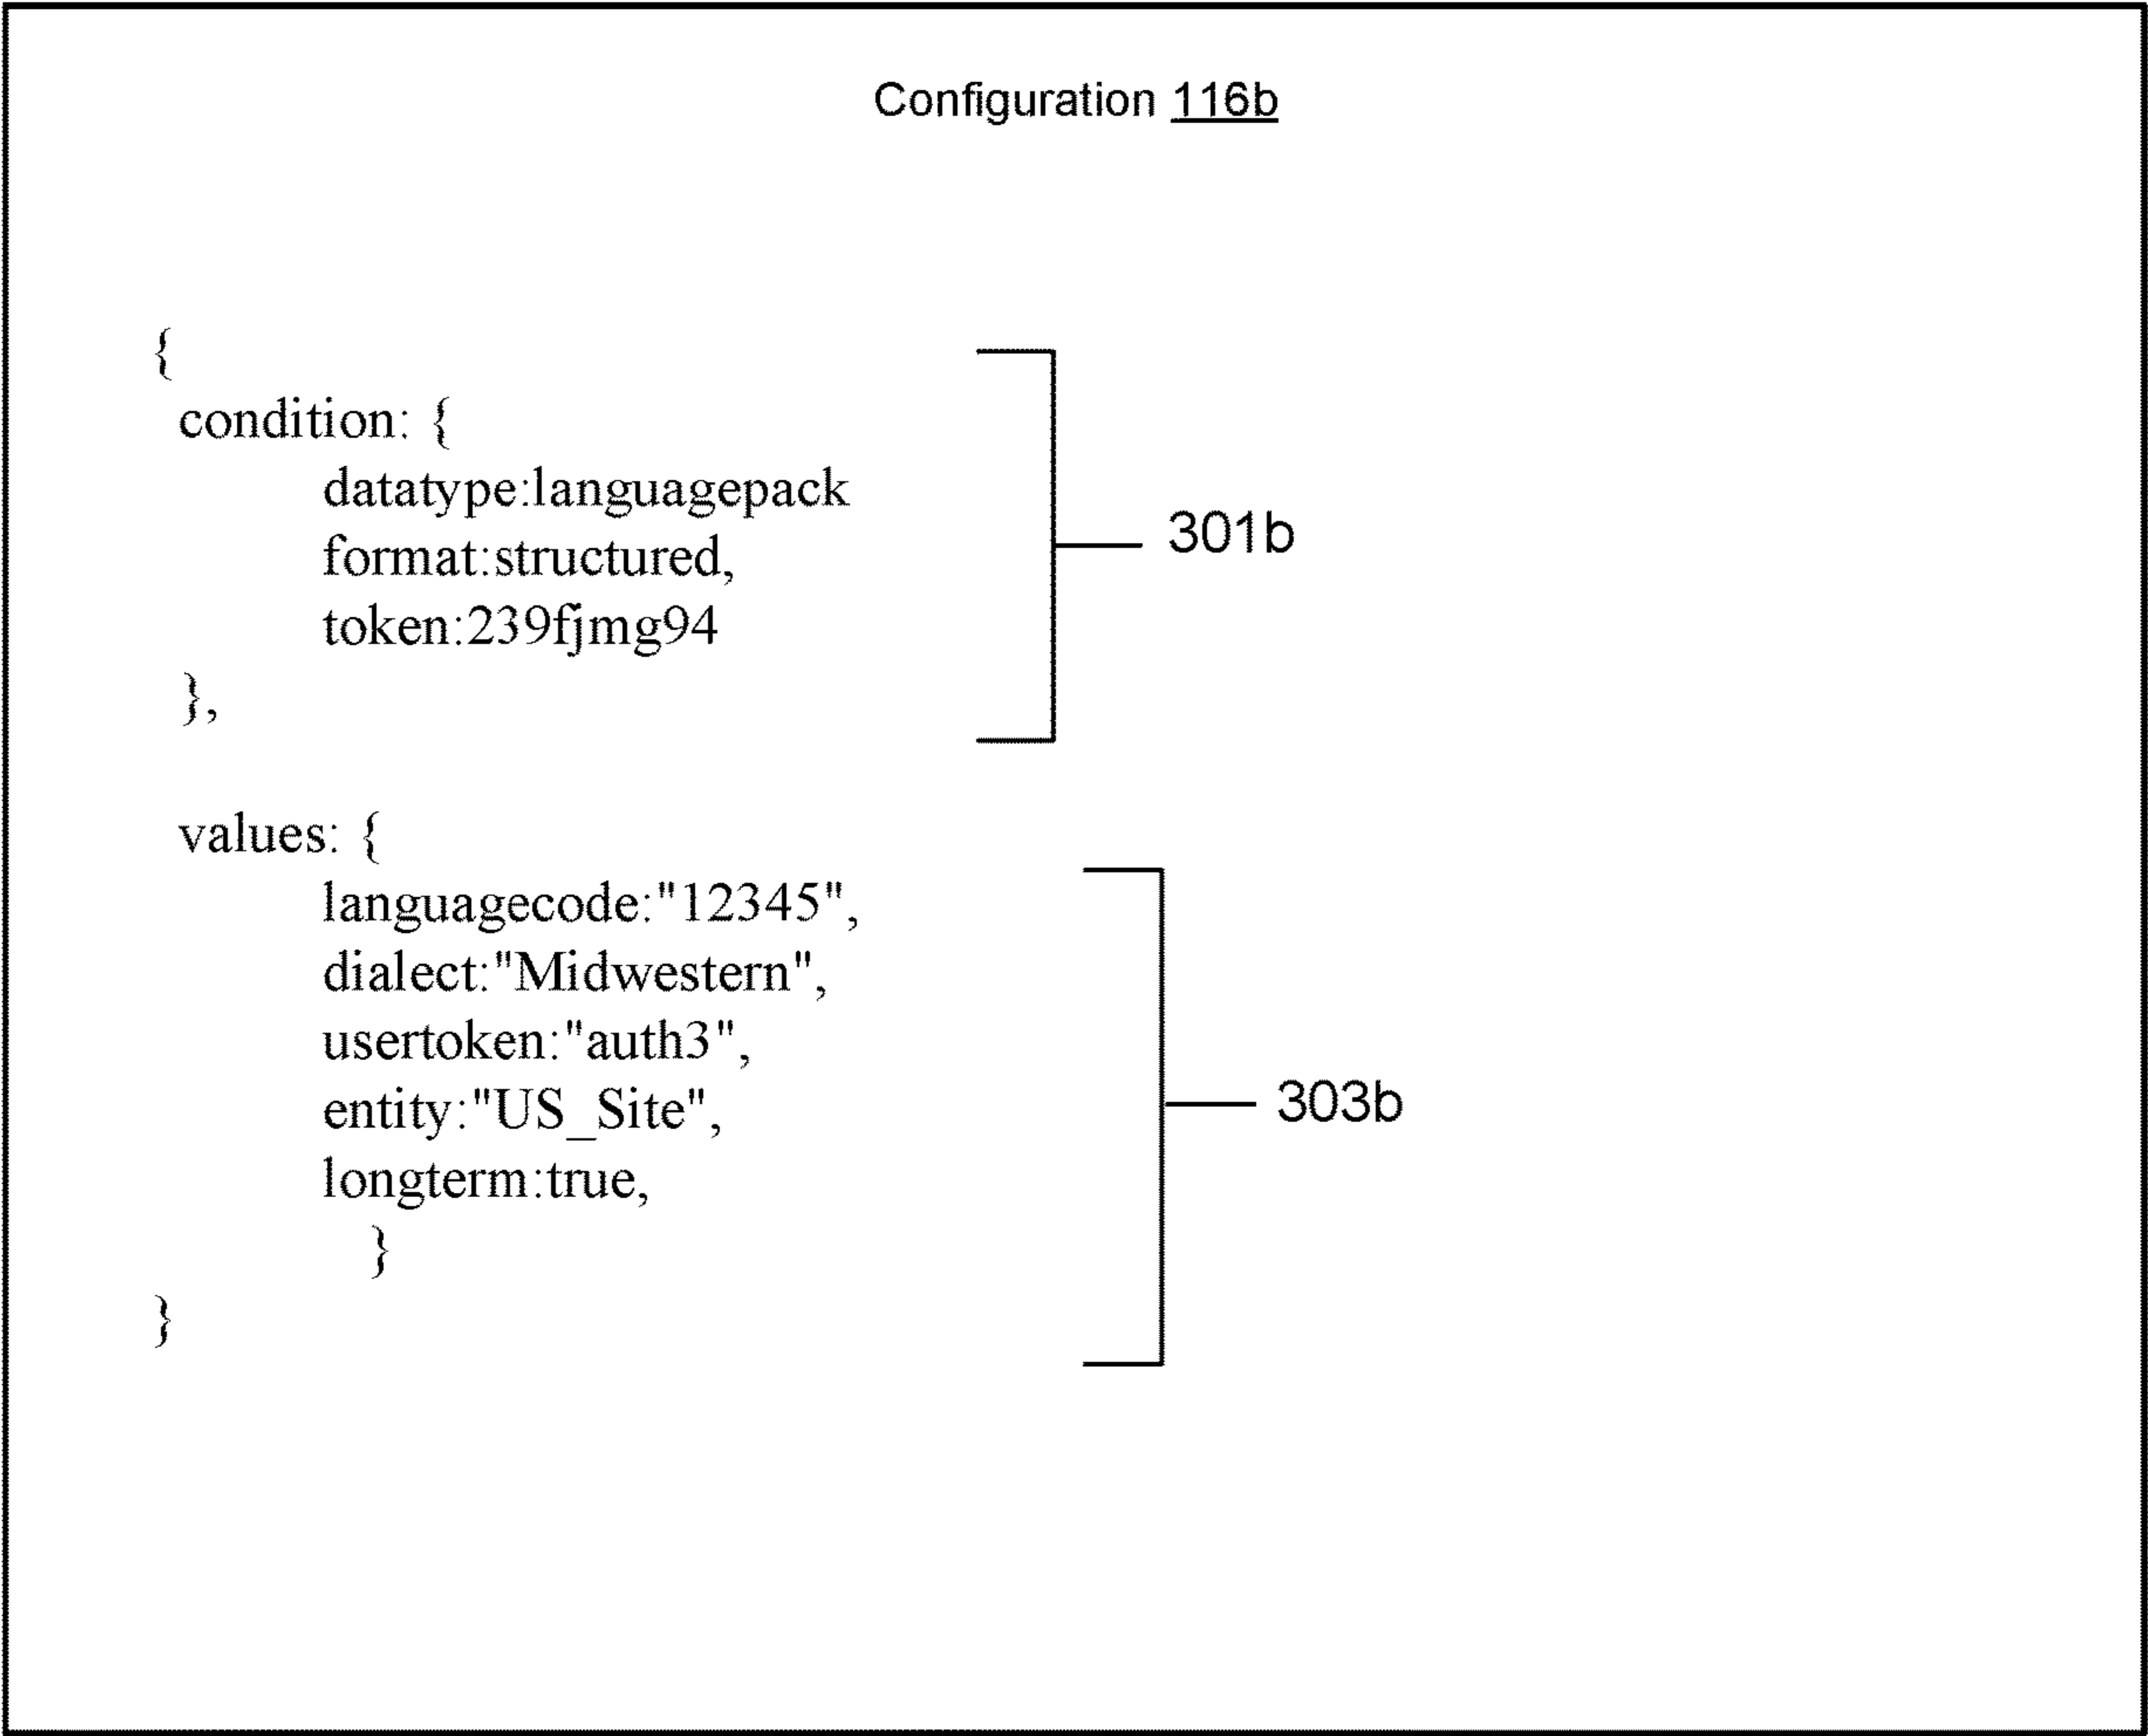 Configuration 116b
{
condition: {
datatype:languagepack
format:structured,
token:239fjmg94
},
301b
values: {
languagecode:"12345",
dialect:"Midwestern",
usertoken:"auth3",
entity:"US_Site",
longterm:true,
}
}
303b